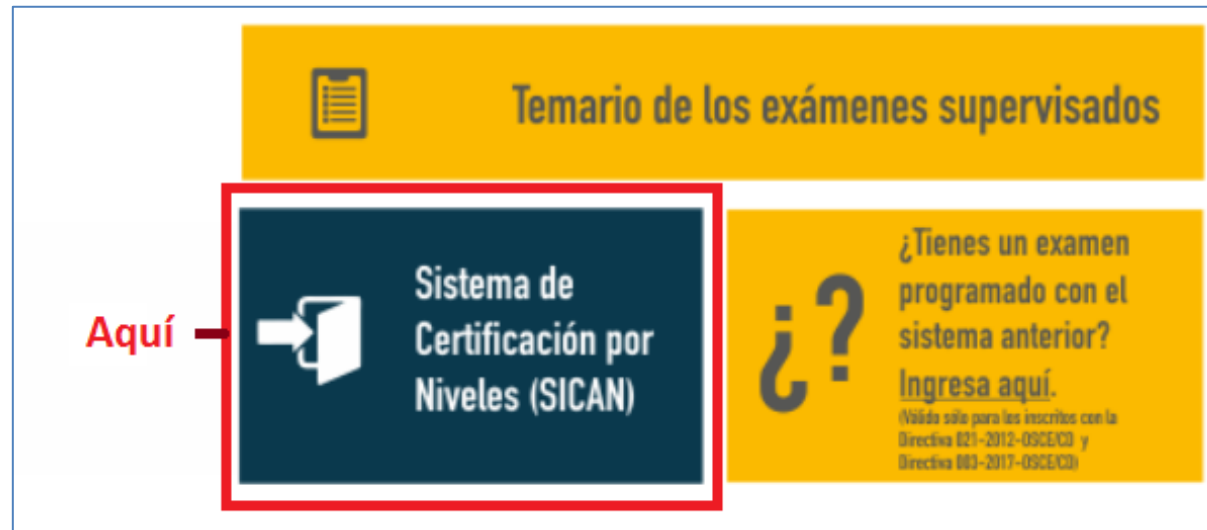 Temario de los exámenes supervisados
Aquí
Sistema de
Certificación por
Niveles (SICAN)
¿?
¿Tienes un examen
programado con el
sistema anterior?
Ingresa aquí.
(Válido sólo para los inscritos con la
Directiva 021-2012-OSCE/CD y
Directiva 003-2017-OSCE/CD)